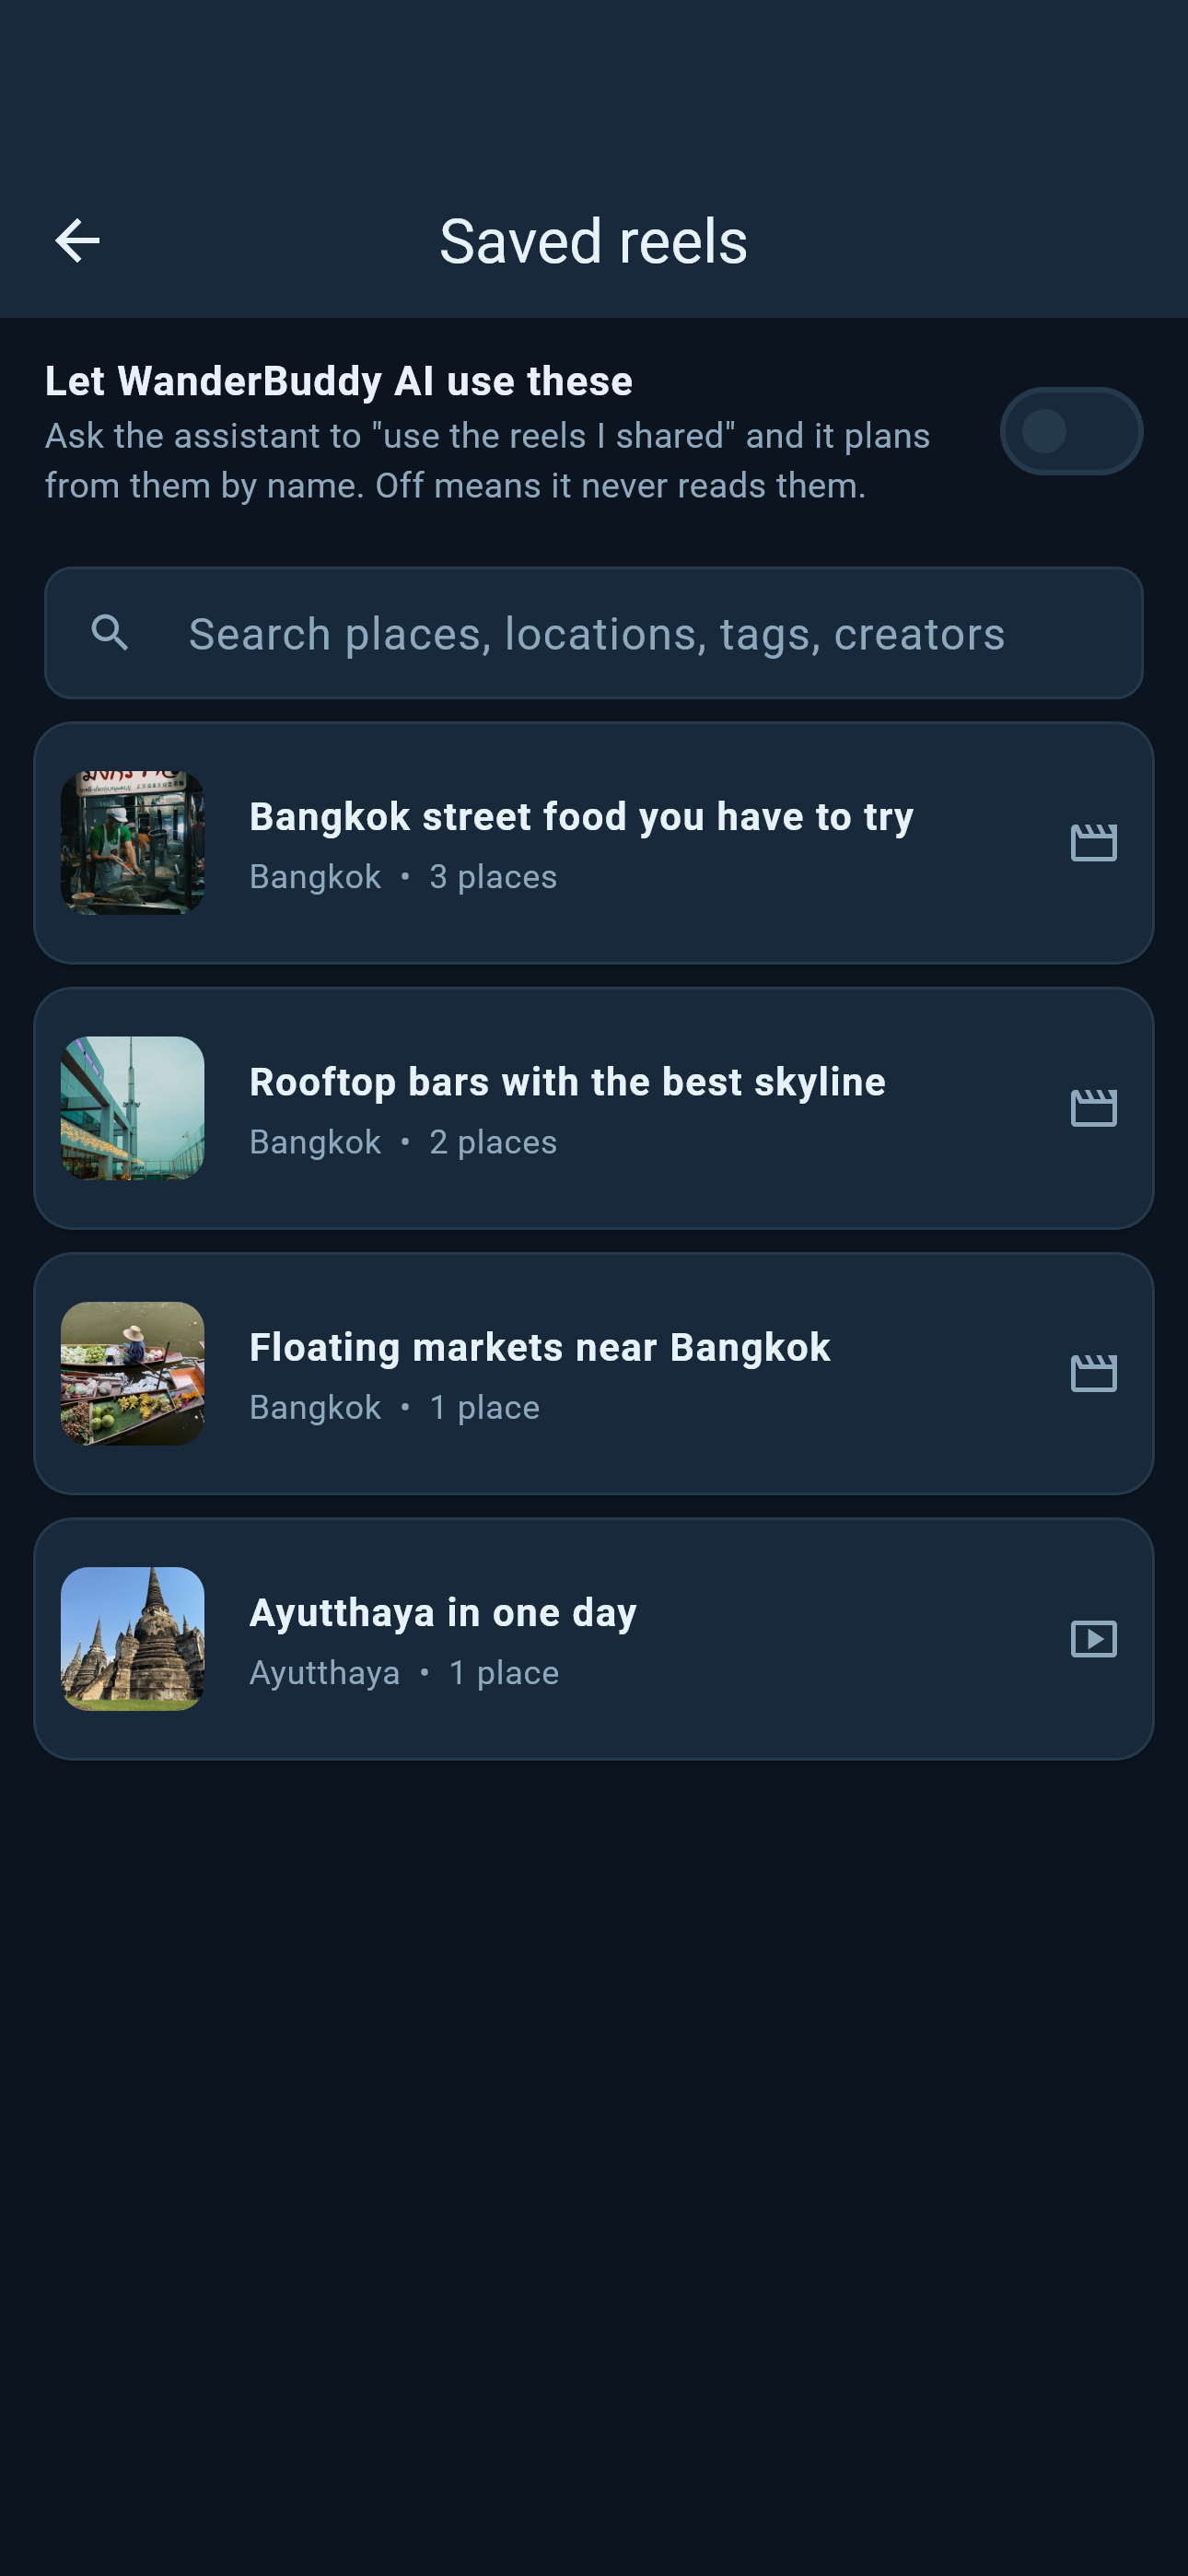 Saved reels
Let WanderBuddy AI use these
Ask the assistant to "use the reels I shared" and it plans
from them by name. Off means it never reads them.
Search places, locations, tags, creators
Bangkok street food you have to try
Bangkok • 3 places
Rooftop bars with the best skyline
Bangkok • 2 places
Floating markets near Bangkok
Bangkok • 1 place
Ayutthaya in one day
Ayutthaya • 1 place